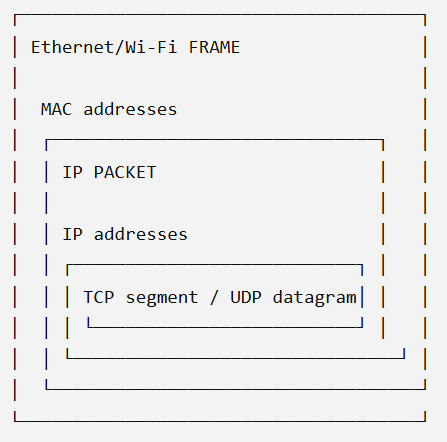 Ethernet/Wi-Fi FRAME
MAC addresses
IP PACKET
IP addresses
TCP segment / UDP datagram